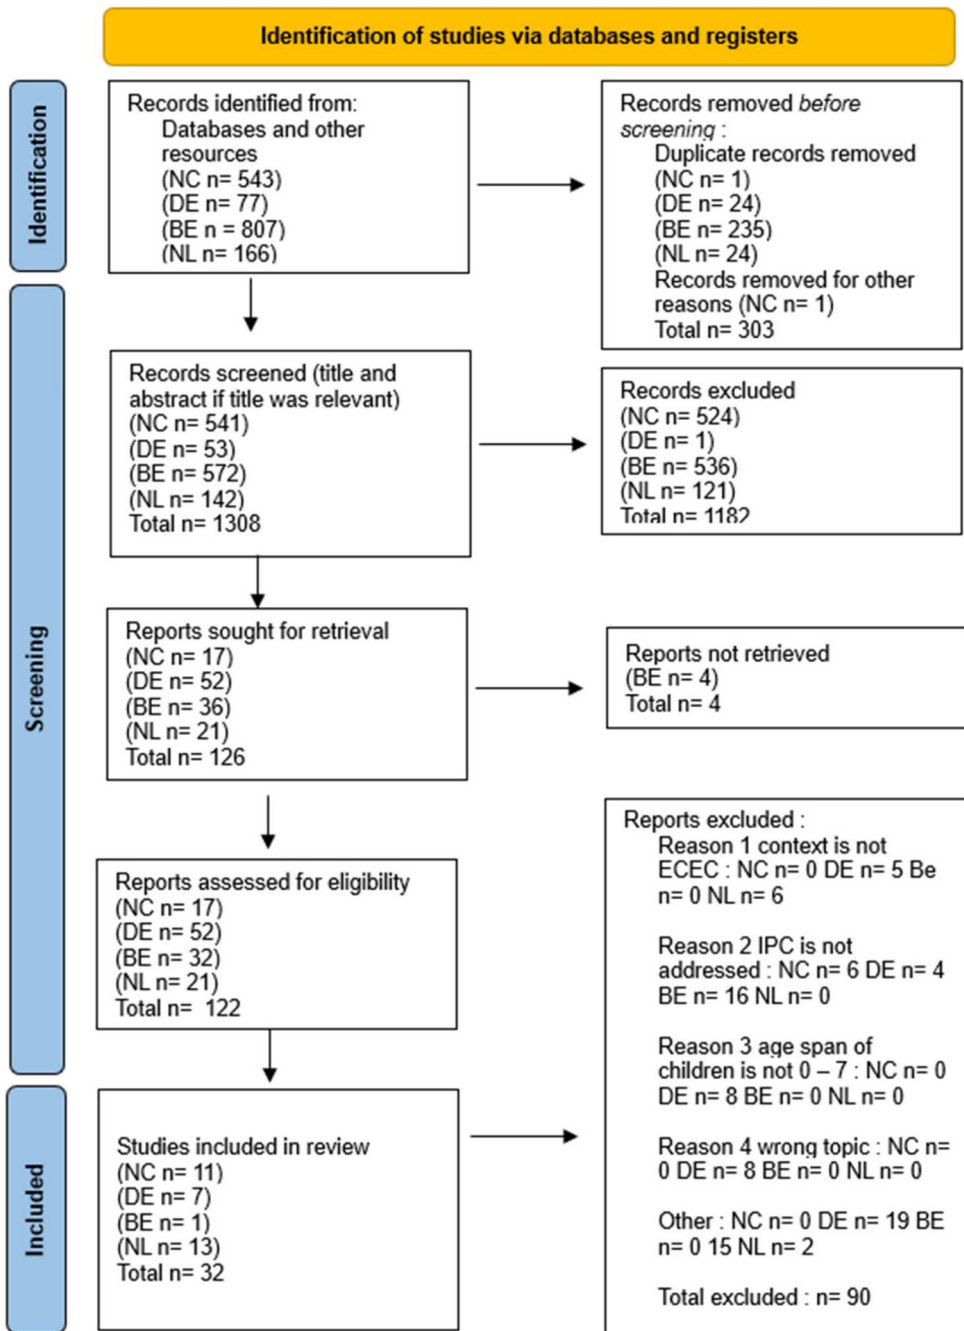 Identification of studies via databases and registers
Identification
Records identified from:
Databases and other
resources
(NC n= 543)
(DE n= 77)
(BE n = 807)
(NL n= 166)
Records removed before
screening :
Duplicate records removed
(NC n= 1)
(DE n= 24)
(BE n= 235)
(NL n= 24)
Records removed for other
reasons (NC n= 1)
Total n= 303
Screening
Records screened (title and
abstract if title was relevant)
(NC n= 541)
(DE n= 53)
(BE n= 572)
(NL n= 142)
Total n= 1308
Records excluded
(NC n= 524)
(DE n= 1)
(BE n= 536)
(NL n= 121)
Total n= 1182
Reports sought for retrieval
(NC n= 17)
(DE n= 52)
(BE n= 36)
(NL n= 21)
Total n= 126
Reports not retrieved
(BE n= 4)
Total n= 4
Reports assessed for eligibility
(NC n= 17)
(DE n= 52)
(BE n= 32)
(NL n= 21)
Total n= 122
Reports excluded :
Reason 1 context is not
ECEC : NC n= 0 DE n= 5 Be
n= 0 NL n= 6
Reason 2 IPC is not
addressed : NC n= 6 DE n= 4
BE n= 16 NL n= 0
Reason 3 age span of
children is not 0 – 7 : NC n= 0
DE n= 8 BE n= 0 NL n= 0
Reason 4 wrong topic : NC n=
0 DE n= 8 BE n= 0 NL n= 0
Other : NC n= 0 DE n= 19 BE
n= 0 15 NL n= 2
Total excluded : n= 90
Included
Studies included in review
(NC n= 11)
(DE n= 7)
(BE n= 1)
(NL n= 13)
Total n= 32